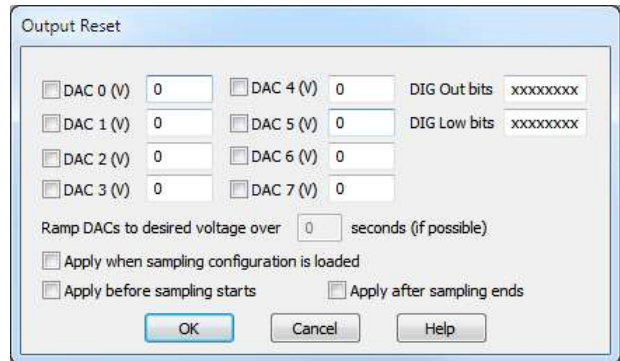 Output Reset
DAC 0 (V) 0 DAC 4 (V) 0 DIG Out bits xxxxxxxx
DAC 1 (V) 0 DAC 5 (V) 0 DIG Low bits xxxxxxxx
DAC 2 (V) 0 DAC 6 (V) 0
DAC 3 (V) 0 DAC 7 (V) 0
Ramp DACs to desired voltage over 0 seconds (if possible)
Apply when sampling configuration is loaded
Apply before sampling starts Apply after sampling ends
OK Cancel Help